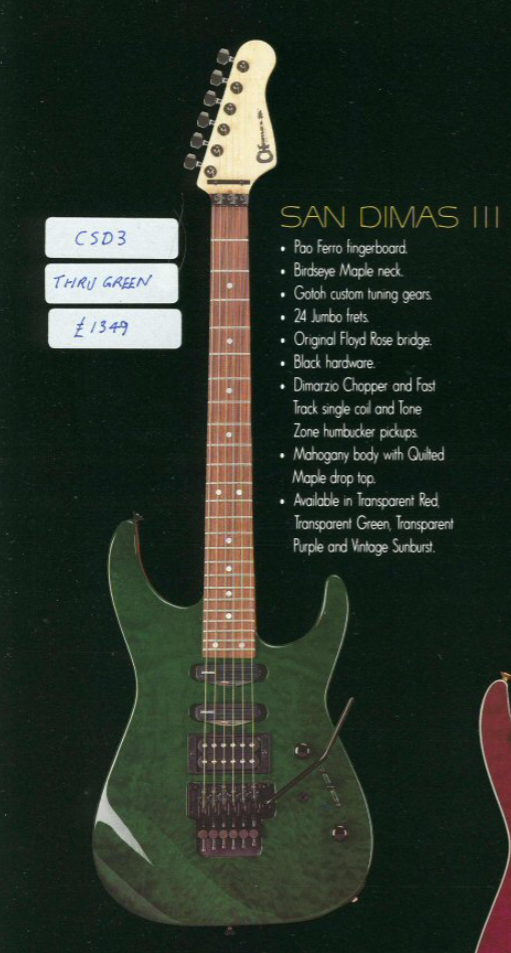 CSD3
THRU GREEN
£1349
SAN DIMAS III
• Pao Ferro fingerboard.
• Birdseye Maple neck.
• Gotoh custom tuning gears.
• 24 Jumbo frets.
• Original Floyd Rose bridge.
• Black hardware.
• Dimarzio Chopper and Fast
Track single coil and Tone
Zone humbucker pickups.
• Mahogany body with Quilted
Maple drop top.
• Available in Transparent Red,
Transparent Green, Transparent
Purple and Vintage Sunburst.